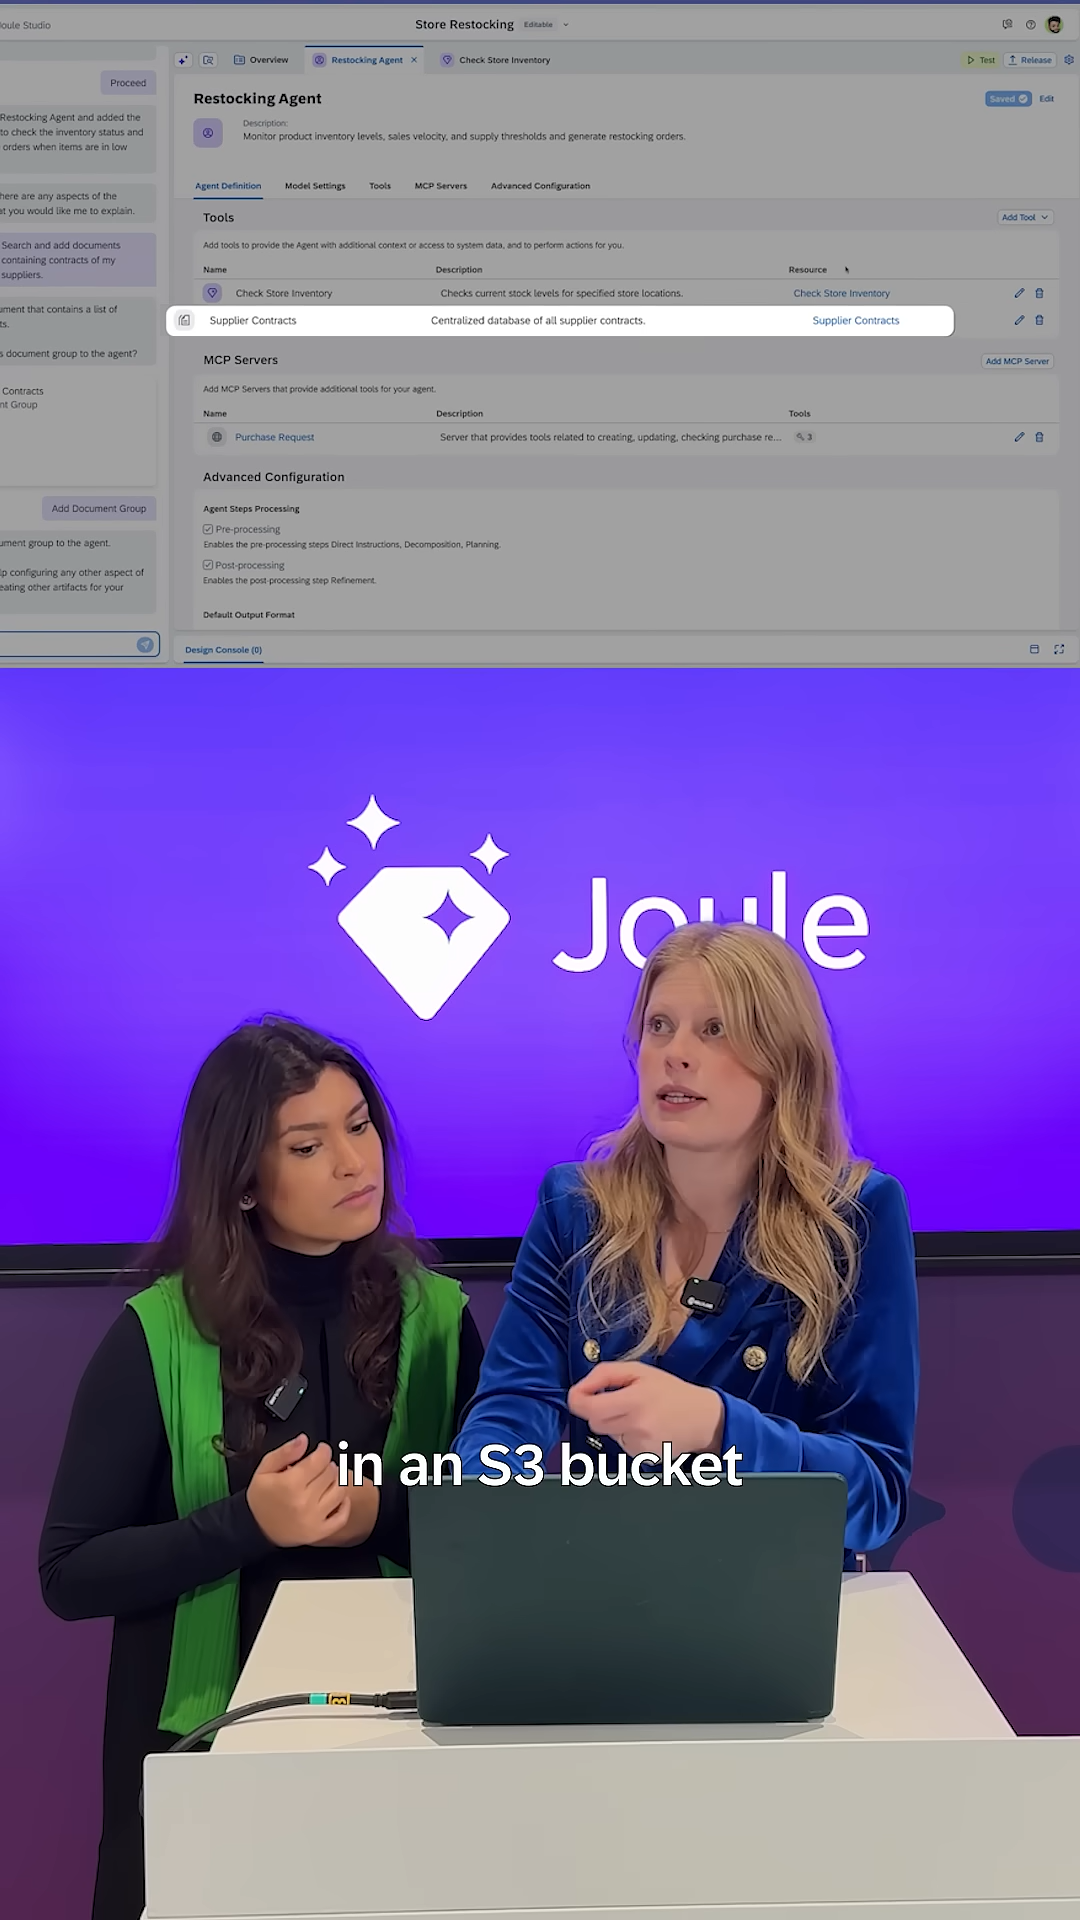 Joule Studio
Store Restocking Editable
Proceed
Restocking Agent and added the
to check the inventory status and
orders when items are in low
here are any aspects of the
at you would like me to explain.
Search and add documents
containing contracts of my
suppliers.
ument that contains a list of
ts.
s document group to the agent?
Contracts
nt Group
Add Document Group
ument group to the agent.
lp configuring any other aspect of
eating other artifacts for your
Overview
Restocking Agent
Check Store Inventory
Test
Release
Restocking Agent
Saved
Edit
Description:
Monitor product inventory levels, sales velocity, and supply thresholds and generate restocking orders.
Agent Definition Model Settings Tools MCP Servers Advanced Configuration
Tools
Add Tool
Add tools to provide the Agent with additional context or access to system data, and to perform actions for you.
Name Description Resource
Check Store Inventory Checks current stock levels for specified store locations. Check Store Inventory
Supplier Contracts Centralized database of all supplier contracts. Supplier Contracts
MCP Servers
Add MCP Server
Add MCP Servers that provide additional tools for your agent.
Name Description Tools
Purchase Request Server that provides tools related to creating, updating, checking purchase re... 3
Advanced Configuration
Agent Steps Processing
Pre-processing
Enables the pre-processing steps Direct Instructions, Decomposition, Planning.
Post-processing
Enables the post-processing step Refinement.
Default Output Format
Design Console (0)
Joule
in an S3 bucket